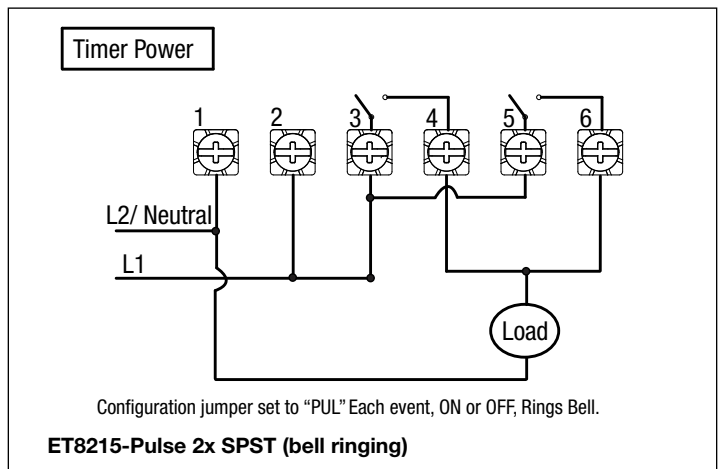 Timer Power
1 2 3 4 5 6
L2/ Neutral
L1
Load
Configuration jumper set to “PUL” Each event, ON or OFF, Rings Bell.
ET8215-Pulse 2x SPST (bell ringing)